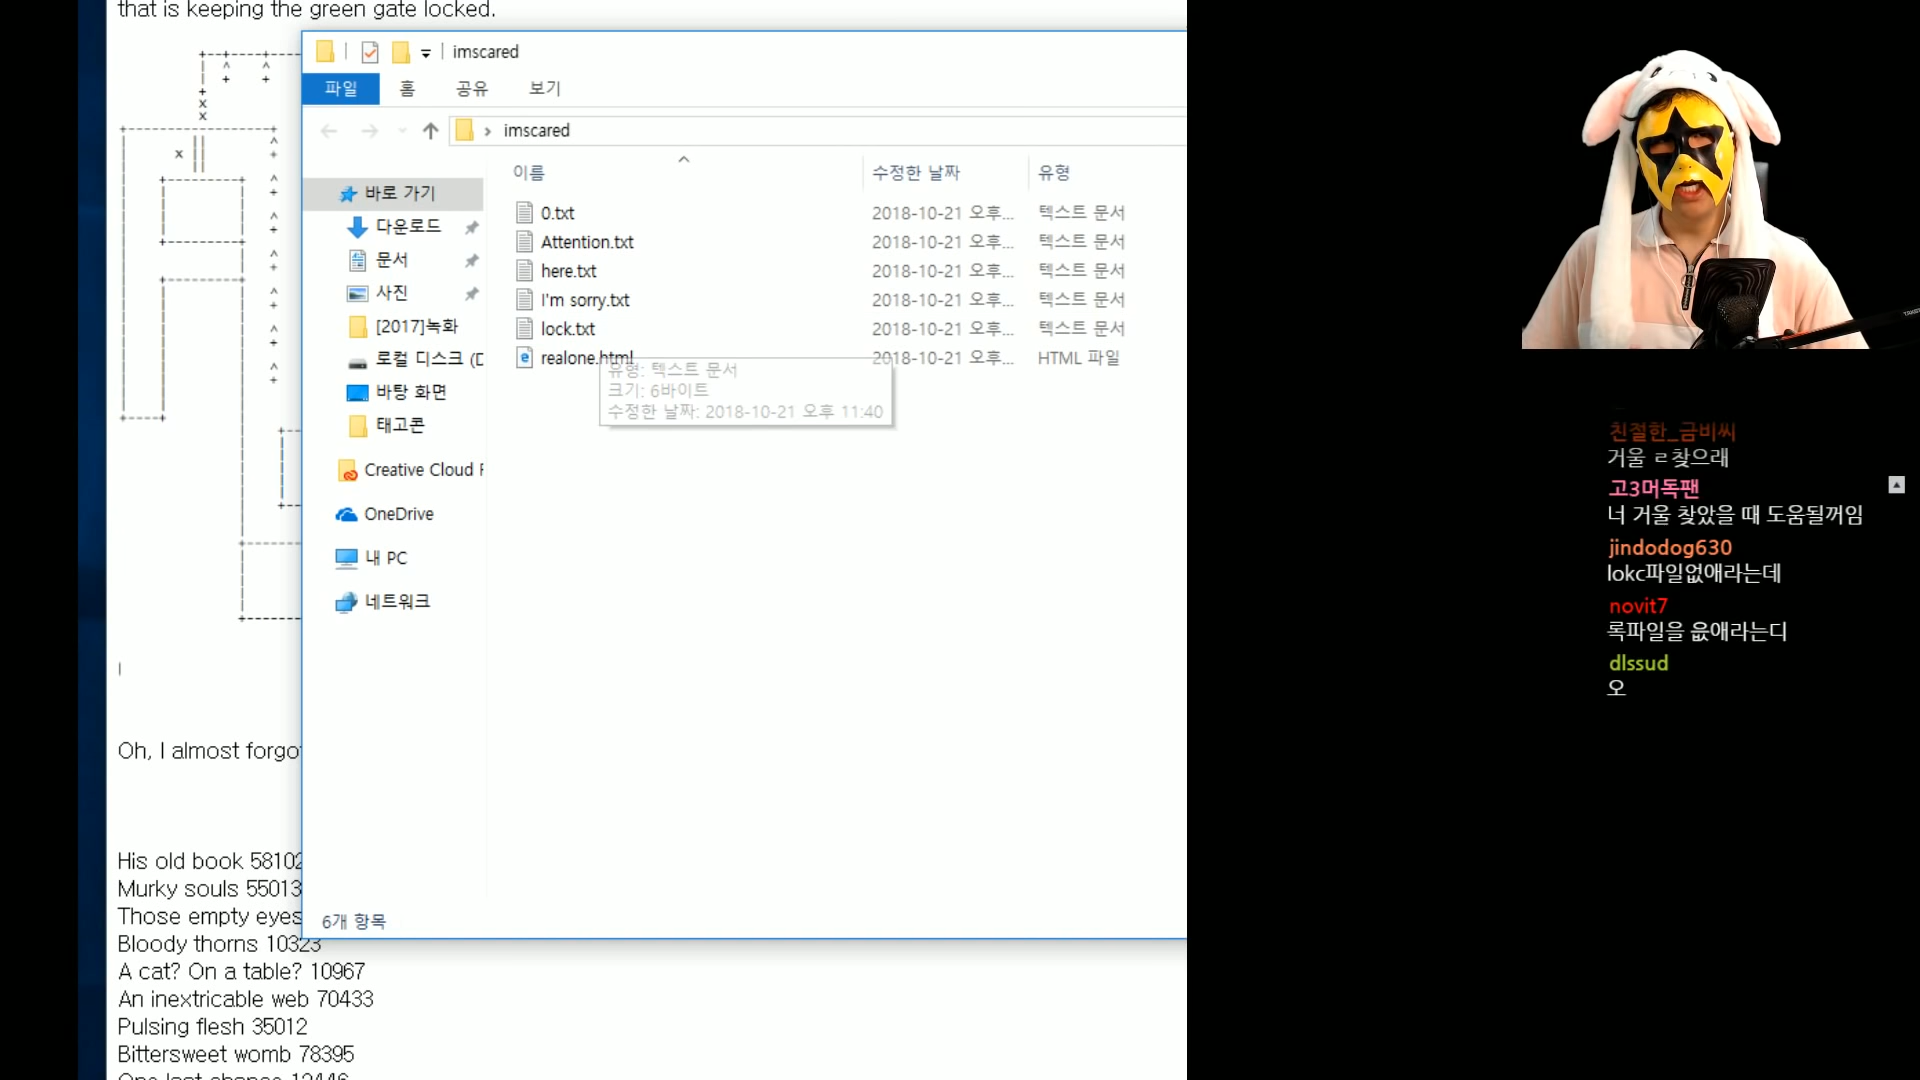 that is keeping the green gate locked.
imscared
파일 홈 공유 보기
imscared
이름 수정한 날짜 유형
바로 가기
다운로드
문서
사진
[2017]녹화
로컬 디스크 (D
바탕 화면
태고콘
Creative Cloud F
OneDrive
내 PC
네트워크
0.txt 2018-10-21 오후... 텍스트 문서
Attention.txt 2018-10-21 오후... 텍스트 문서
here.txt 2018-10-21 오후... 텍스트 문서
I'm sorry.txt 2018-10-21 오후... 텍스트 문서
lock.txt 2018-10-21 오후... 텍스트 문서
realone.html 2018-10-21 오후... HTML 파일
유형: 텍스트 문서
크기: 6바이트
수정한 날짜: 2018-10-21 오후 11:40
6개 항목
Oh, I almost forgo
His old book 58102
Murky souls 55013
Those empty eyes
Bloody thorns 10323
A cat? On a table? 10967
An inextricable web 70433
Pulsing flesh 35012
Bittersweet womb 78395
One last chance 12446
친절한_금비씨
거울 ㄹ찾으래
고3머독팬
너 거울 찾았을 때 도움될꺼임
jindodog630
lokc파일없애라는데
novit7
록파일을 읎애라는디
dlssud
오